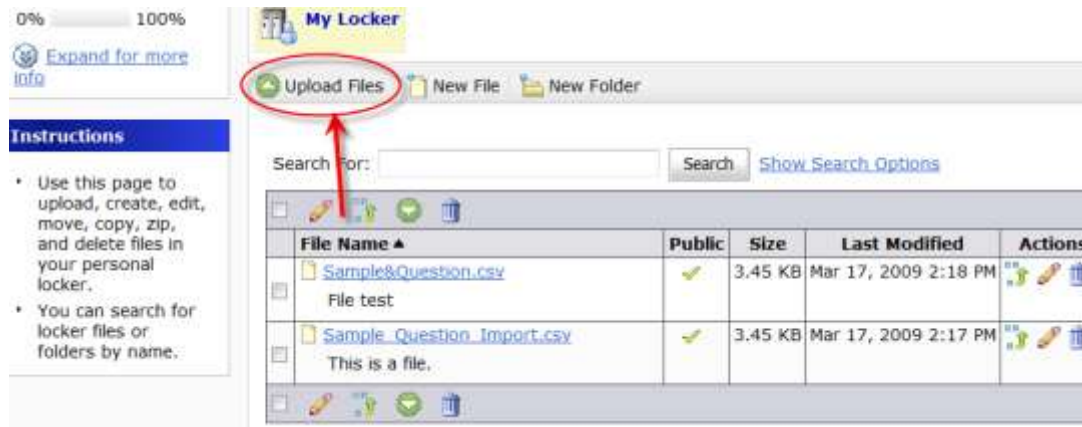 0% 100%
Expand for more
info
Instructions
• Use this page to
upload, create, edit,
move, copy, zip,
and delete files in
your personal
locker.
• You can search for
locker files or
folders by name.
My Locker
Upload Files New File New Folder
Search For: Search Show Search Options
File Name ▲ Public Size Last Modified Actions
Sample&Question.csv 3.45 KB Mar 17, 2009 2:18 PM
File test
Sample_Question_Import.csv 3.45 KB Mar 17, 2009 2:17 PM
This is a file.